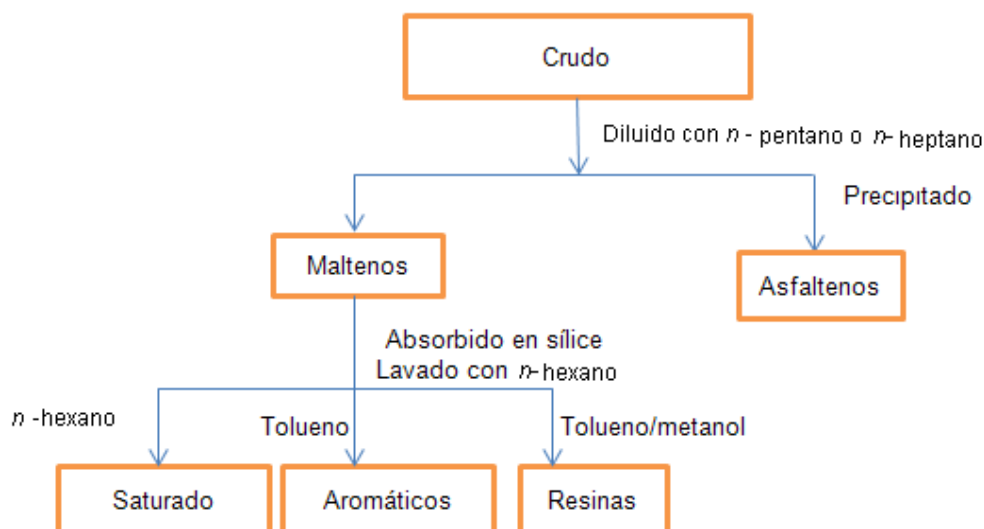 Crudo
Diluido con n - pentano o n- heptano
Precipitado
Maltenos
Asfaltenos
Absorbido en sílice
Lavado con n-hexano
n -hexano
Tolueno
Tolueno/metanol
Saturado
Aromáticos
Resinas